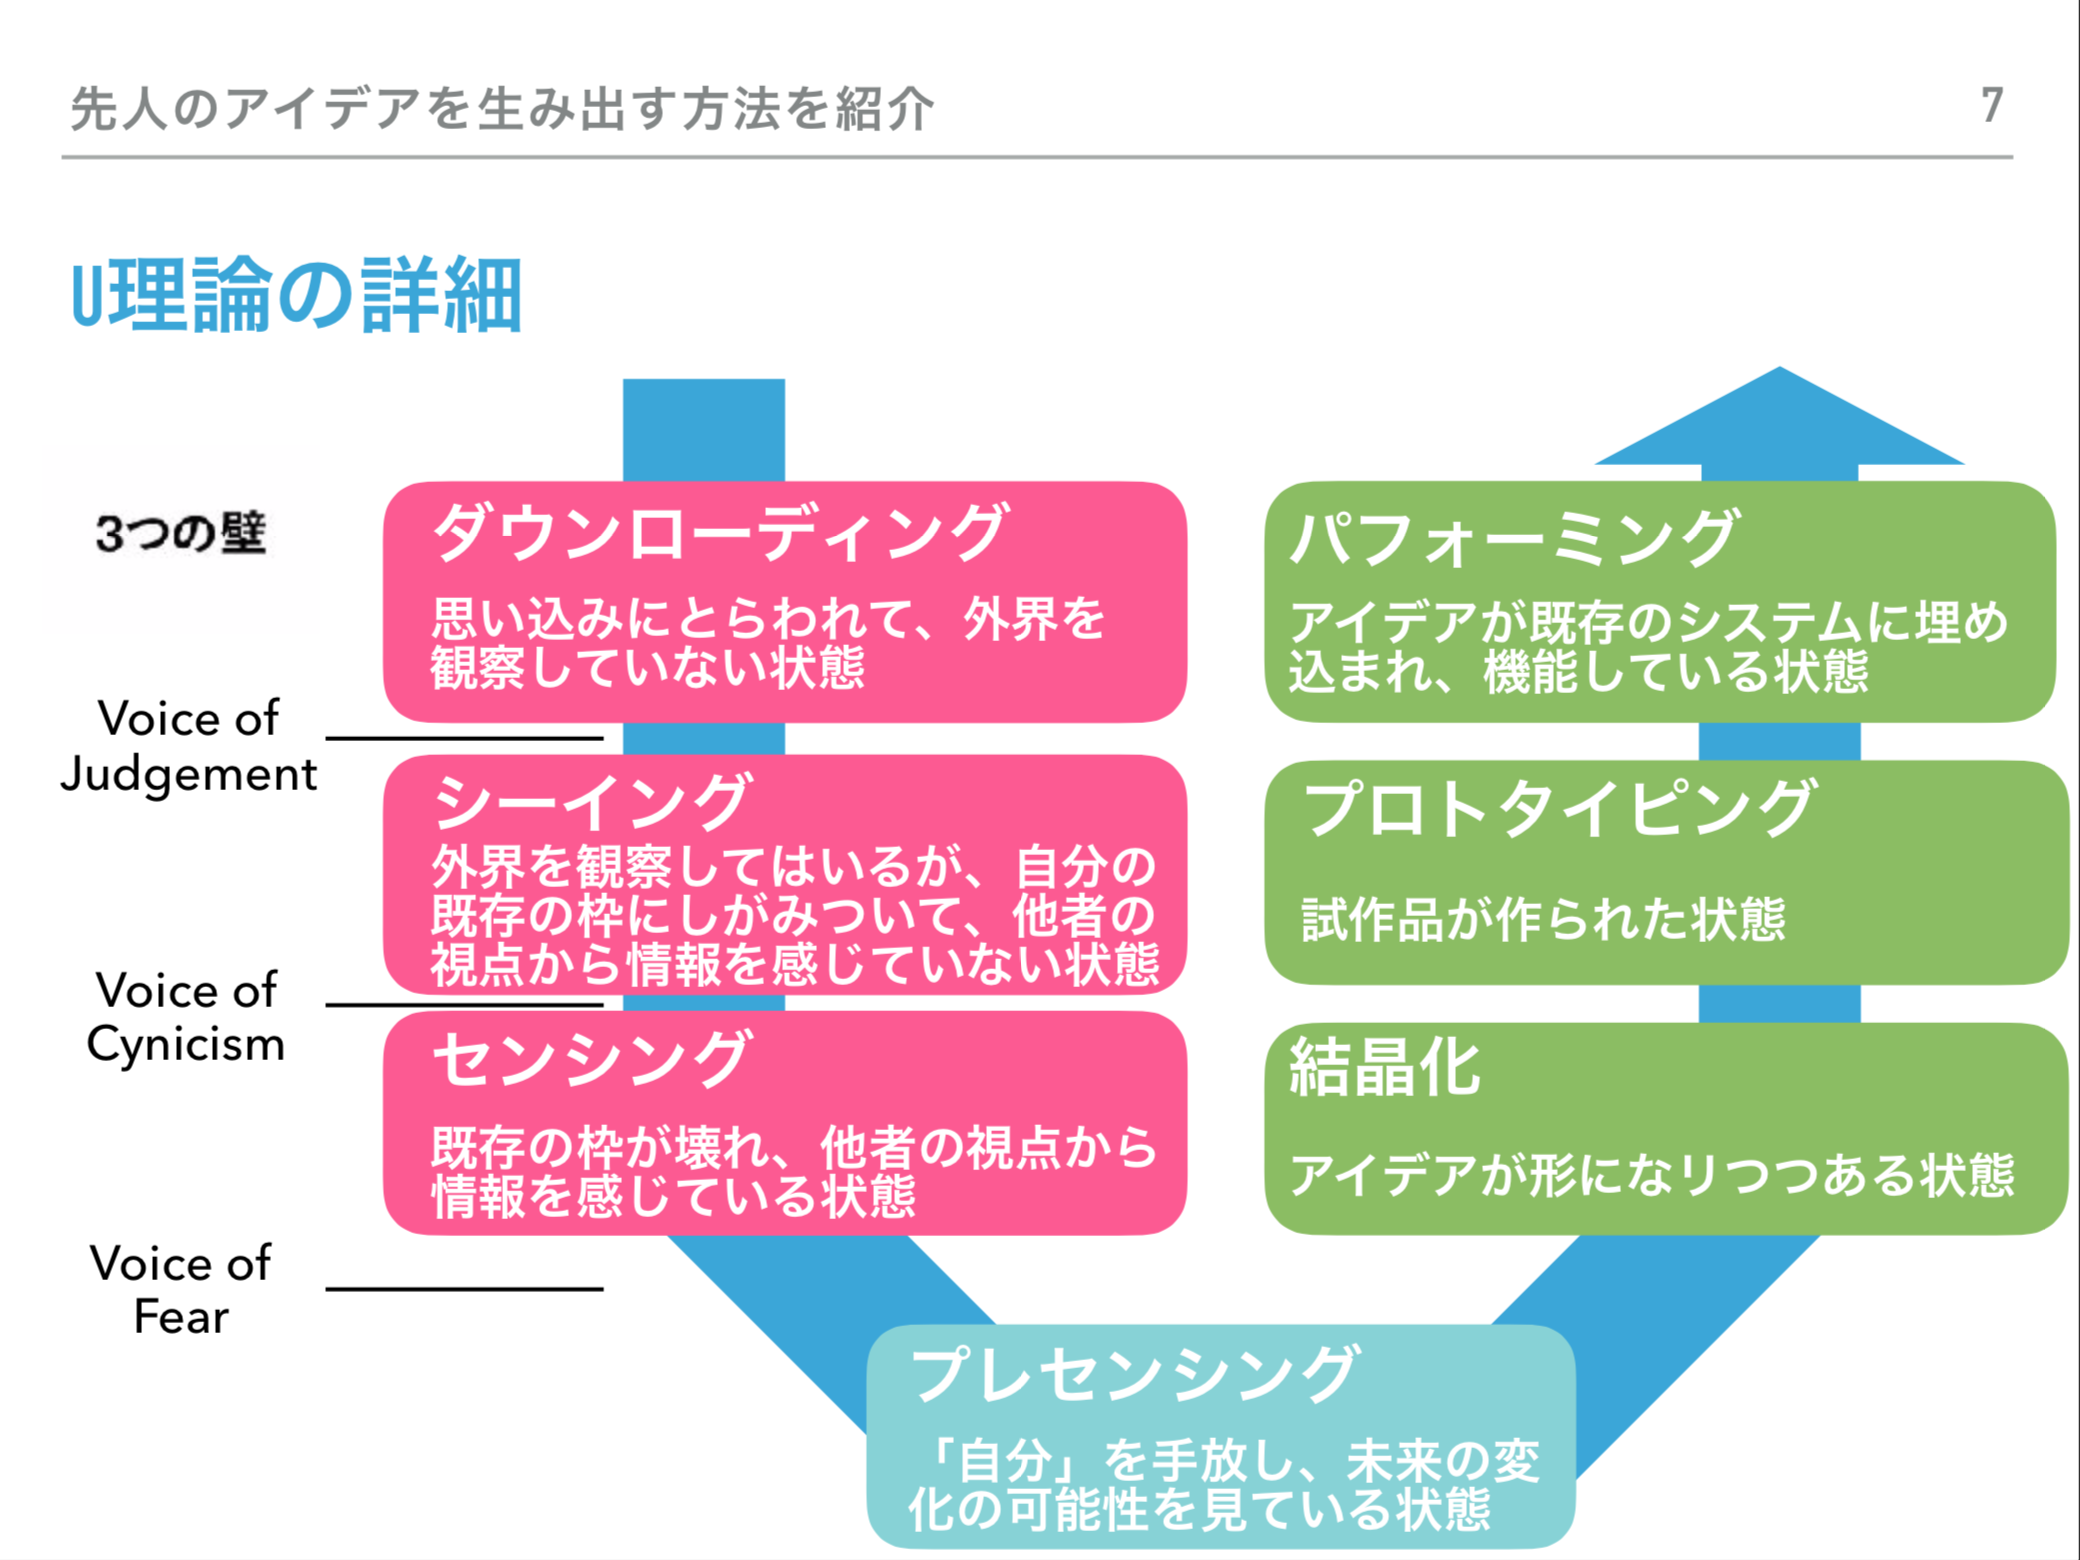 先人のアイデアを生み出す方法を紹介
7
U理論の詳細
3つの壁
Voice of
Judgement
Voice of
Cynicism
Voice of
Fear
ダウンローディング
思い込みにとらわれて、外界を
観察していない状態
シーイング
外界を観察してはいるが、自分の
既存の枠にしがみついて、他者の
視点から情報を感じていない状態
センシング
既存の枠が壊れ、他者の視点から
情報を感じている状態
プレセンシング
「自分」を手放し、未来の変
化の可能性を見ている状態
結晶化
アイデアが形になりつつある状態
プロトタイピング
試作品が作られた状態
パフォーミング
アイデアが既存のシステムに埋め
込まれ、機能している状態